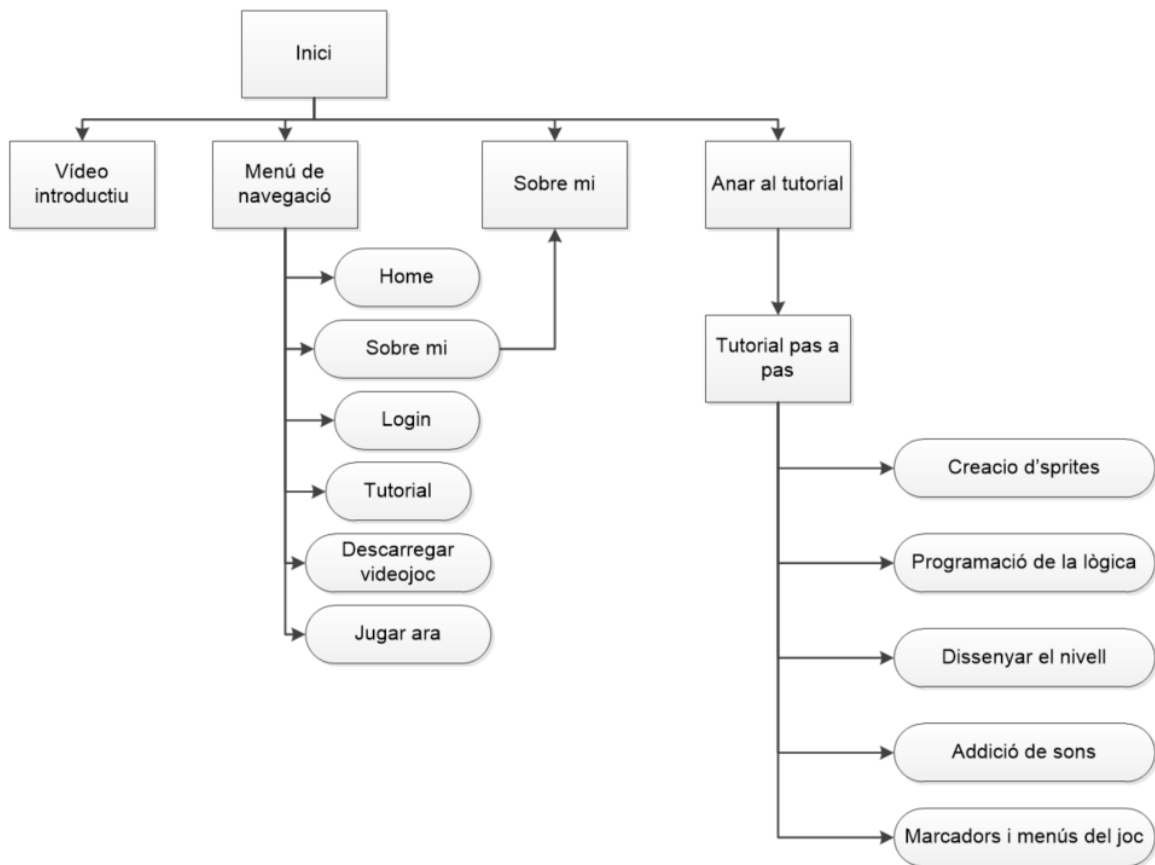 Inici
Vídeo
introductiu
Menú de
navegació
Sobre mi
Anar al tutorial
Home
Sobre mi
Login
Tutorial
Descarregar
videojoc
Jugar ara
Tutorial pas a
pas
Creacio d'sprites
Programació de la lògica
Dissenyar el nivell
Addició de sons
Marcadors i menús del joc